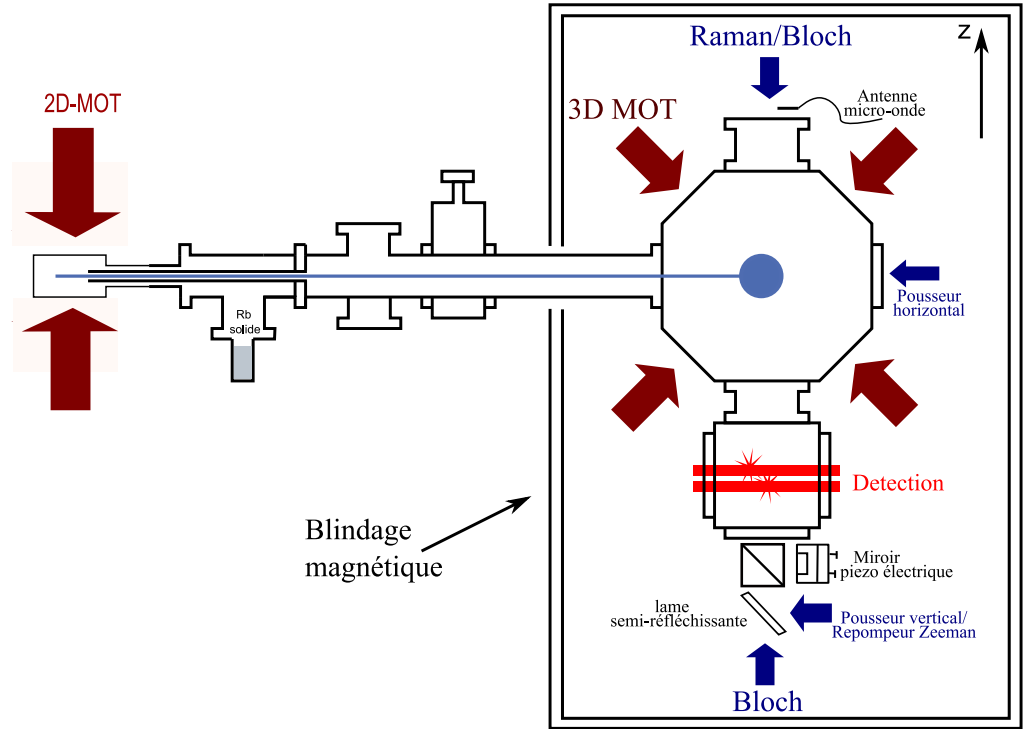 Raman/Bloch
z
2D-MOT
3D MOT
Antenne
micro-onde
Pousseur
horizontal
Rb
solide
Detection
Blindage
magnétique
Miroir
piezo électrique
lame
semi-réfléchissante
Pousseur vertical/
Repompeur Zeeman
Bloch